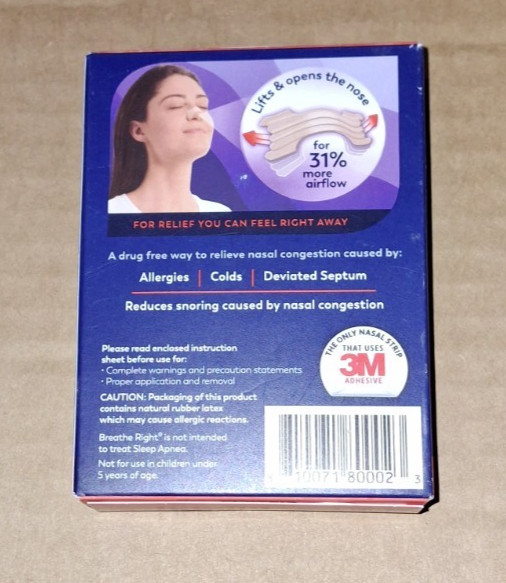 Lifts & opens the nose
for
31%
more
airflow
FOR RELIEF YOU CAN FEEL RIGHT AWAY
A drug free way to relieve nasal congestion caused by:
Allergies | Colds | Deviated Septum
Reduces snoring caused by nasal congestion
Please read enclosed instruction
sheet before use for:
• Complete warnings and precaution statements
• Proper application and removal
CAUTION: Packaging of this product
contains natural rubber latex
which may cause allergic reactions.
Breathe Right® is not intended
to treat Sleep Apnea.
Not for use in children under
5 years of age.
THE ONLY NASAL STRIP
THAT USES
3M
ADHESIVE
10071 80002 3